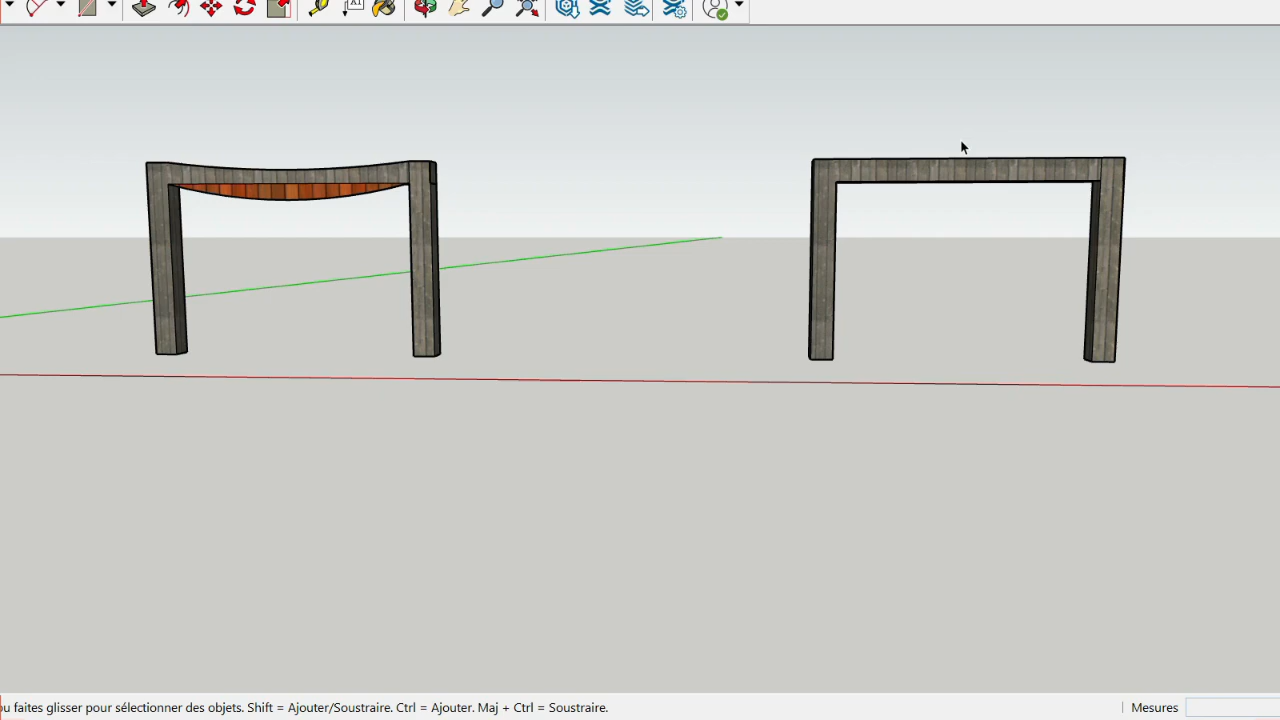 ou faites glisser pour sélectionner des objets. Shift = Ajouter/Soustraire. Ctrl = Ajouter. Maj + Ctrl = Soustraire.
Mesures